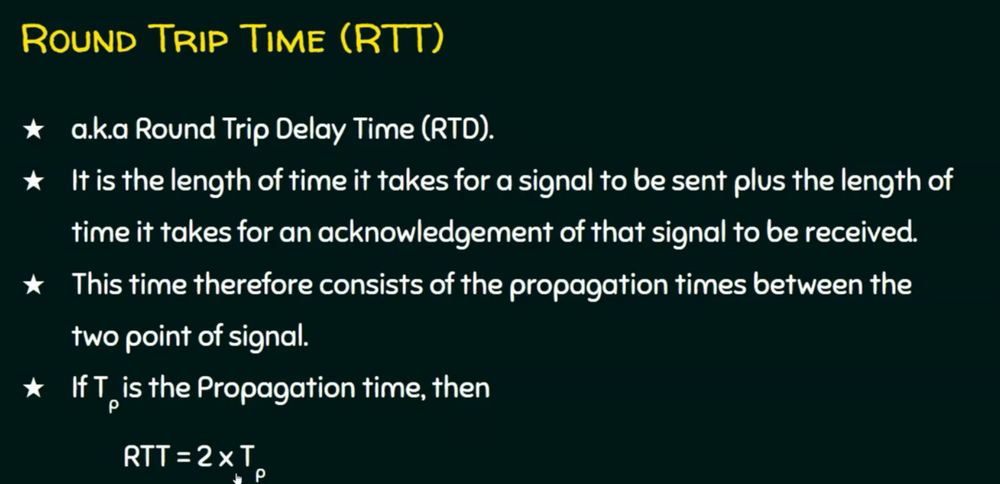 ROUND TRIP TIME (RTT)
★ a.k.a Round Trip Delay Time (RTD).
★ It is the length of time it takes for a signal to be sent plus the length of
time it takes for an acknowledgement of that signal to be received.
★ This time therefore consists of the propagation times between the
two point of signal.
★ If Tp is the Propagation time, then
RTT = 2 x Tp